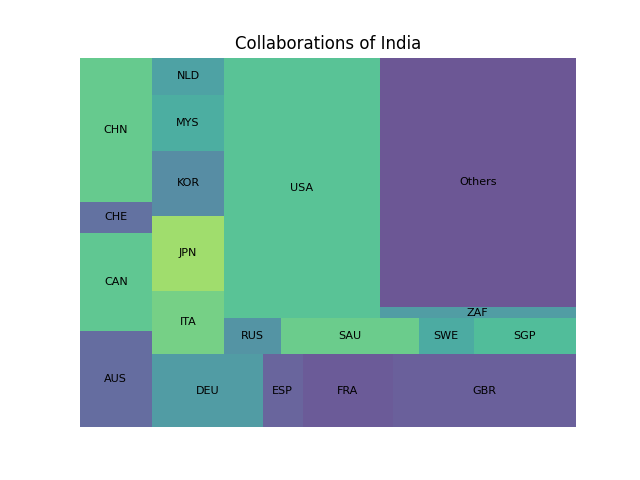 Collaborations of India
NLD
CHN
MYS
KOR
USA
Others
CHE
JPN
CAN
ZAF
ITA
RUS
SAU
SWE
SGP
AUS
DEU
ESP
FRA
GBR